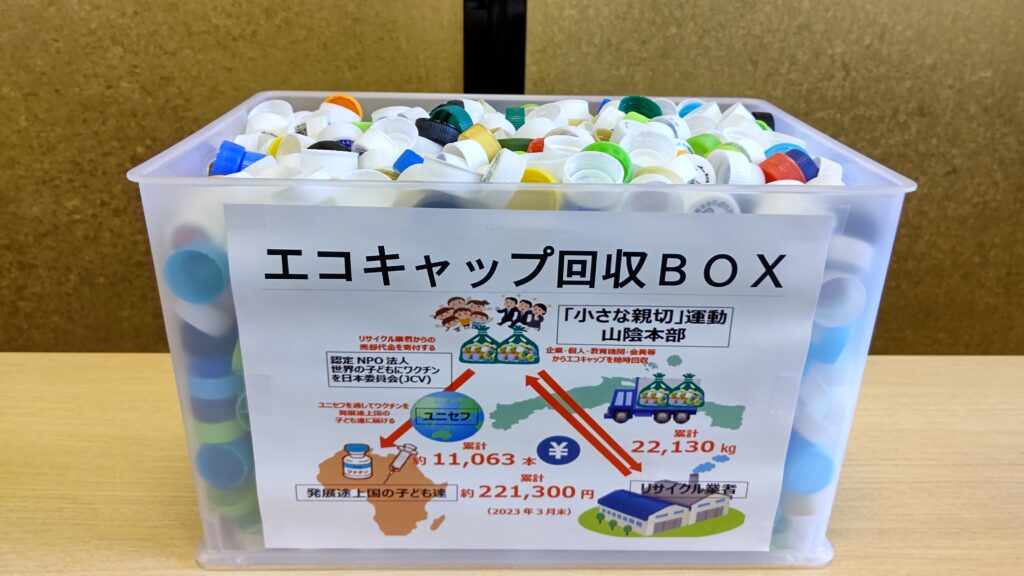 エコキャップ回収BOX
「小さな親切」運動
山陰本部
リサイクル業者からの
売却代金を寄付する
認定NPO法人
世界の子どもにワクチン
を日本委員会(JCV)
企業・個人・教育機関・会員等
からエコキャップを随時回収
ユニセフを通してワクチンを
発展途上国の
子ども達に届ける
ユニセフ
累計
約 11,063 本
¥
累計
22,130 kg
ワクチン
発展途上国の子ども達
累計
約 221,300 円
(2023年3月末)
リサイクル業者